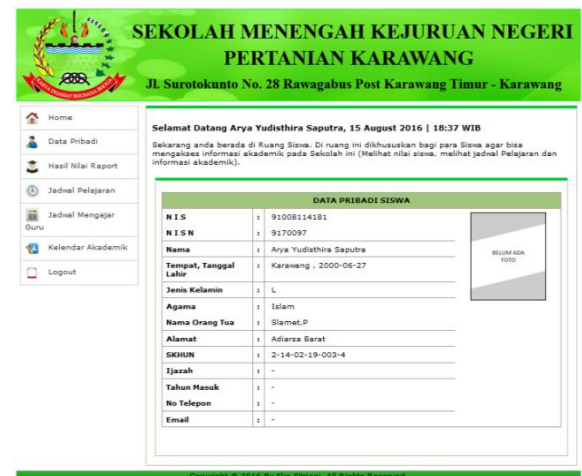 SEKOLAH MENENGAH KEJURUAN NEGERI
PERTANIAN KARAWANG
Jl. Surotokunto No. 28 Rawagabus Post Karawang Timur - Karawang
Home
Data Pribadi
Hasil Nilai Raport
Jadwal Pelajaran
Jadwal Mengajar
Guru
Kelendar Akademik
Logout
Selamat Datang Arya Yudisthira Saputra, 15 August 2016 | 18:37 WIB
Sekarang anda berada di Ruang Siswa. Di ruang ini dikhususkan bagi para Siswa agar bisa
mengakses informasi akademik pada Sekolah ini (Melihat nilai siswa, melihat jadwal Pelajaran dan
informasi akademik).
DATA PRIBADI SISWA
N I S : 91008114181
N I S N : 9170097
Nama : Arya Yudisthira Saputra
Tempat, Tanggal
Lahir : Karawang , 2000-06-27
Jenis Kelamin : L
Agama : Islam
Nama Orang Tua : Slamet.P
Alamat : Adiarsa Barat
SKHUN : 2-14-02-19-003-4
Ijazah : -
Tahun Masuk : -
No Telepon : -
Email : -
BELUM ADA
FOTO